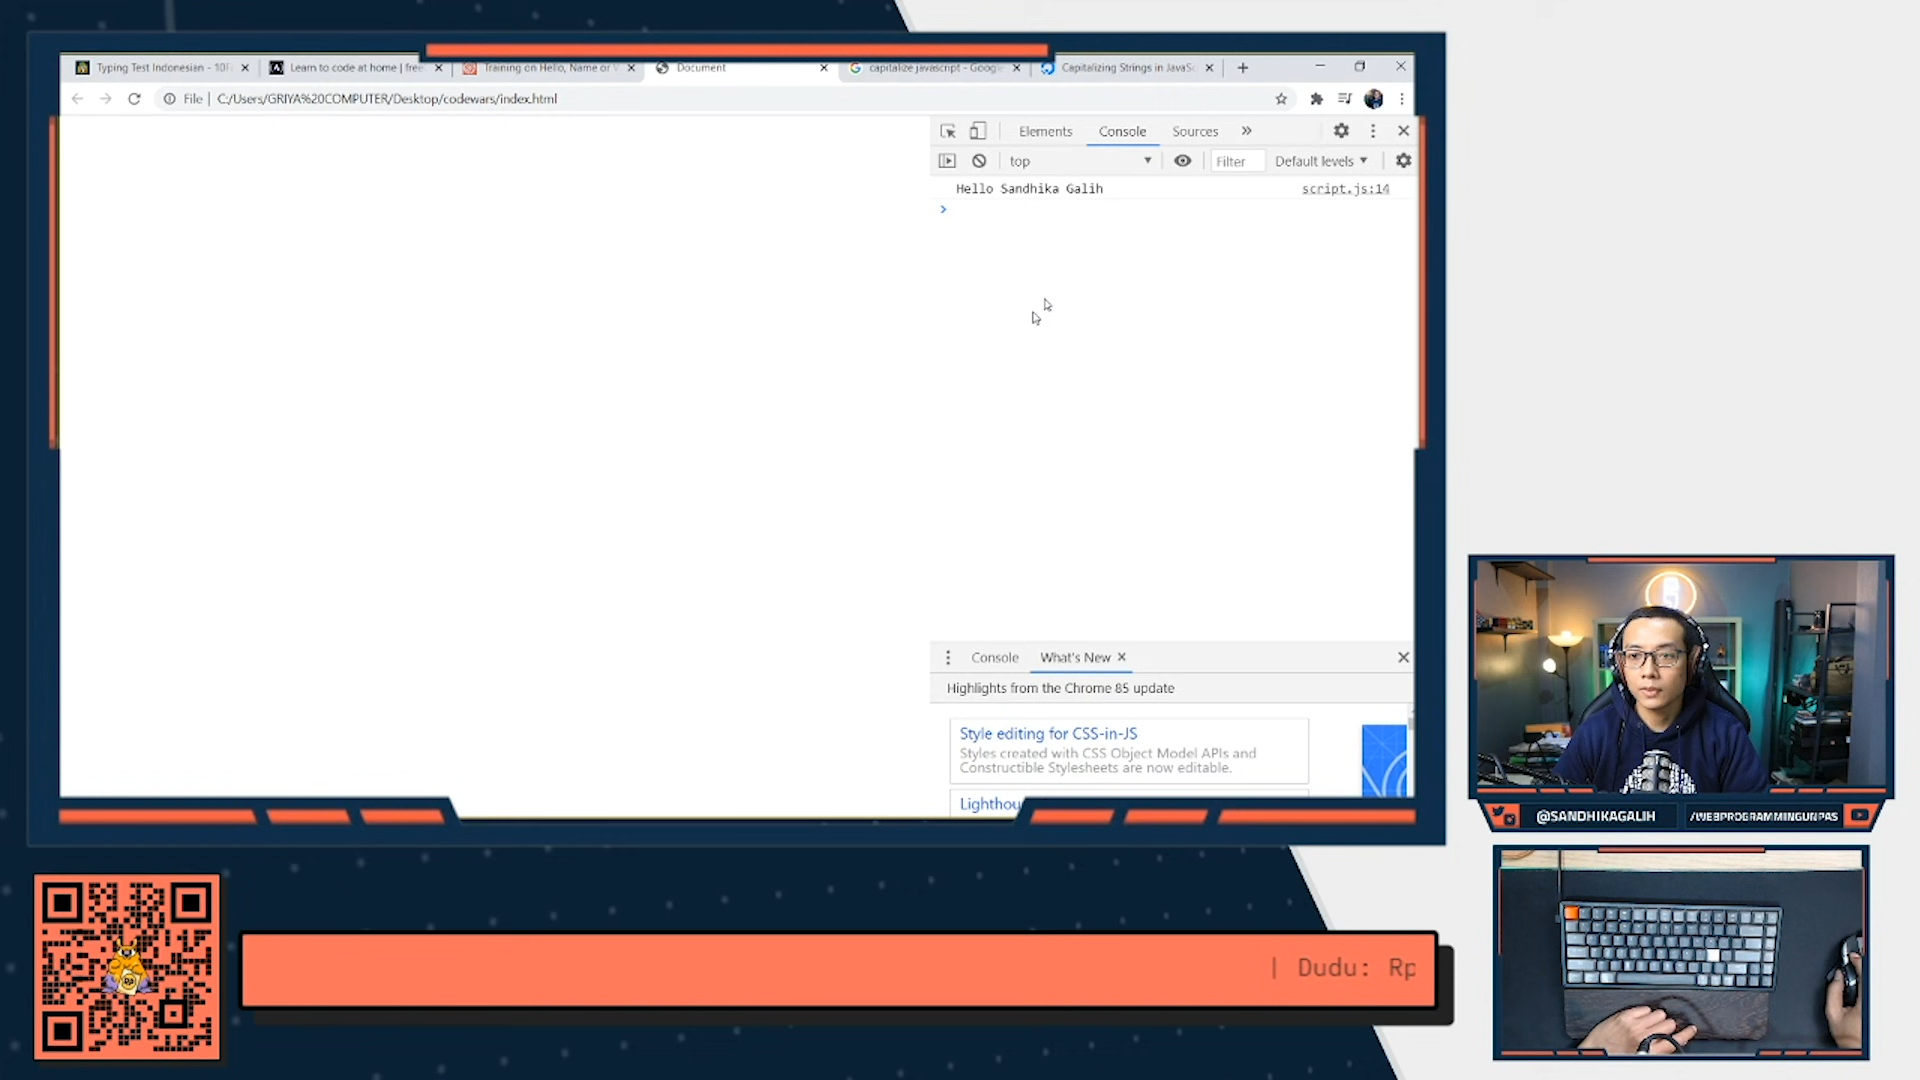 Typing Test Indonesian - 10F
Learn to code at home | free
Training on Hello, Name or W
Document
capitalize javascript - Google
Capitalizing Strings in JavaSc
File | C:/Users/GRIYA%20COMPUTER/Desktop/codewars/index.html
Elements
Console
Sources
top
Filter
Default levels
Hello Sandhika Galih
script.js:14
Console
What's New
Highlights from the Chrome 85 update
Style editing for CSS-in-JS
Styles created with CSS Object Model APIs and
Constructible Stylesheets are now editable.
Lighthou
@SANDHIKAGALIH
/WEBPROGRAMMINGUNPAS
| Dudu: Rp